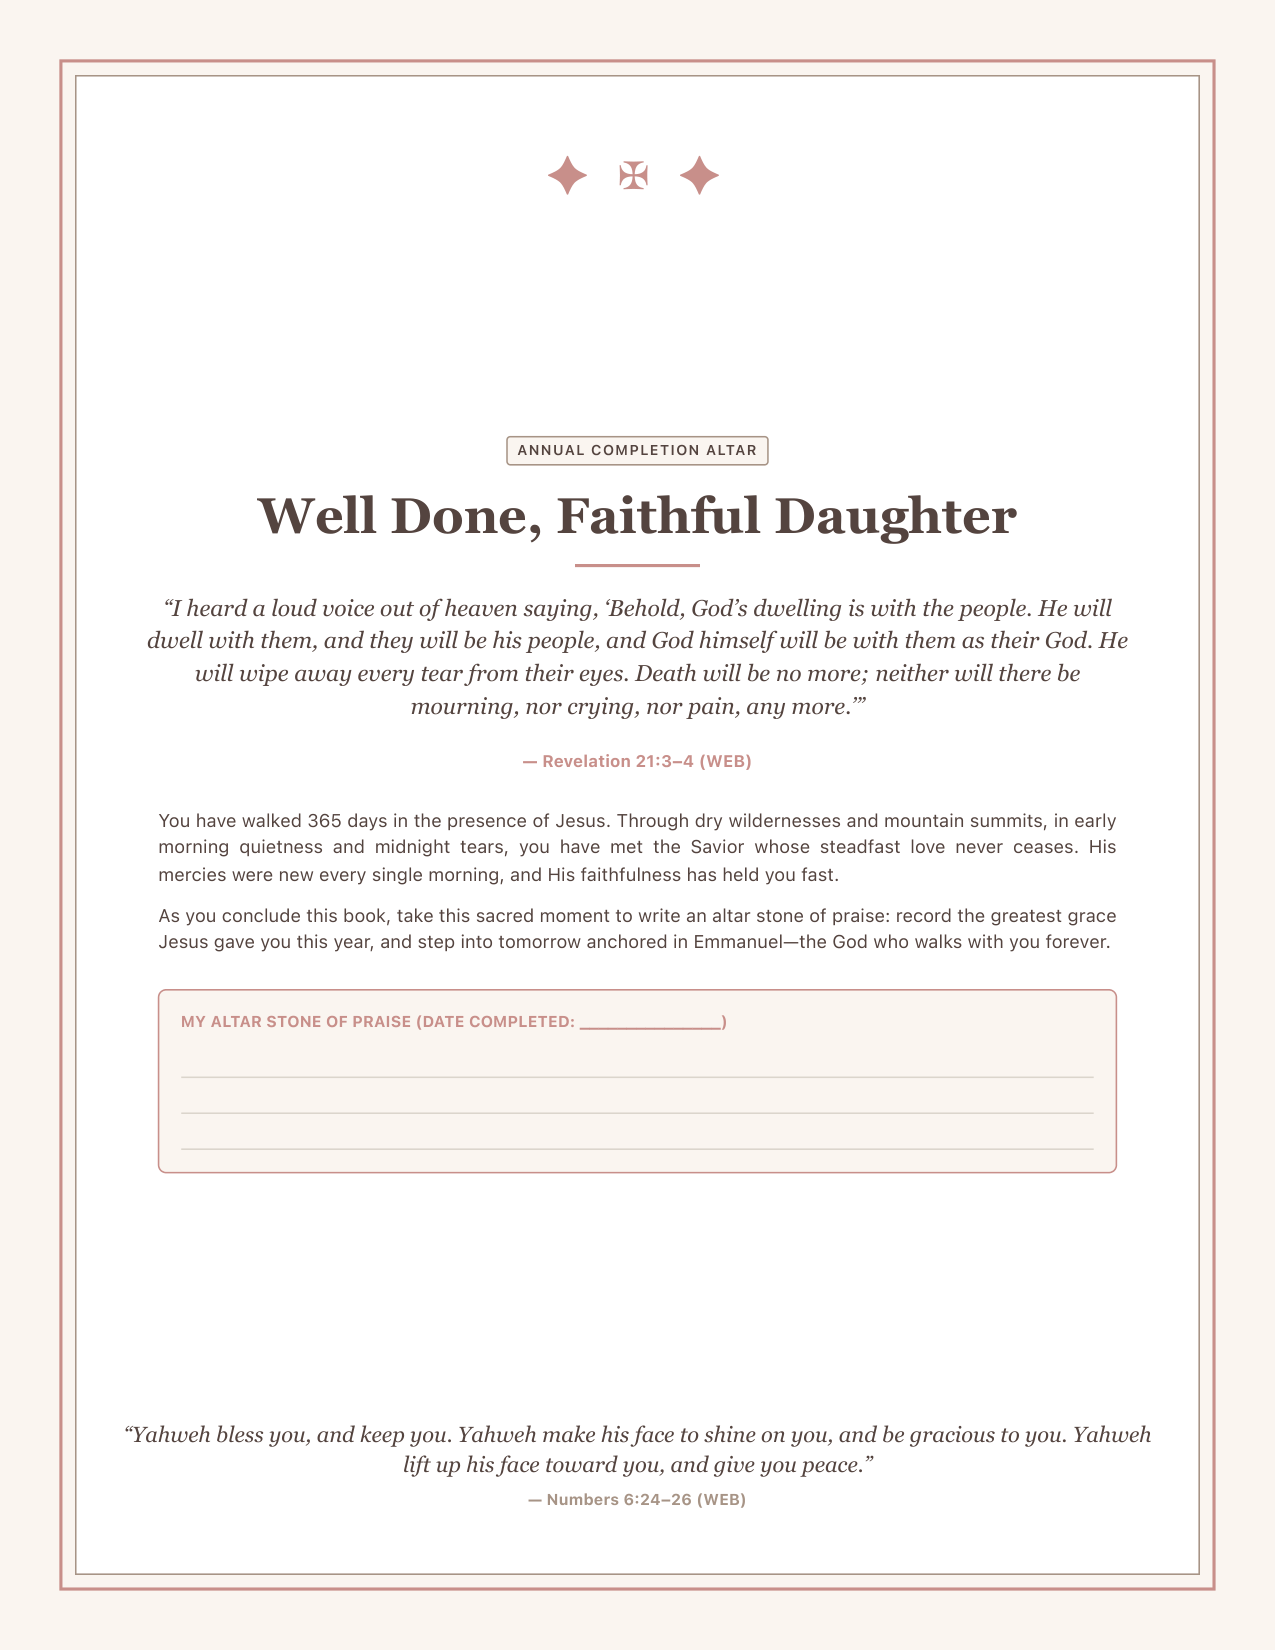 ✦ ✠ ✦
ANNUAL COMPLETION ALTAR
Well Done, Faithful Daughter
“I heard a loud voice out of heaven saying, ‘Behold, God’s dwelling is with the people. He will
dwell with them, and they will be his people, and God himself will be with them as their God. He
will wipe away every tear from their eyes. Death will be no more; neither will there be
mourning, nor crying, nor pain, any more.’”
— Revelation 21:3–4 (WEB)
You have walked 365 days in the presence of Jesus. Through dry wildernesses and mountain summits, in early
morning quietness and midnight tears, you have met the Savior whose steadfast love never ceases. His
mercies were new every single morning, and His faithfulness has held you fast.
As you conclude this book, take this sacred moment to write an altar stone of praise: record the greatest grace
Jesus gave you this year, and step into tomorrow anchored in Emmanuel—the God who walks with you forever.
MY ALTAR STONE OF PRAISE (DATE COMPLETED: ________________)
“Yahweh bless you, and keep you. Yahweh make his face to shine on you, and be gracious to you. Yahweh
lift up his face toward you, and give you peace.”
— Numbers 6:24–26 (WEB)